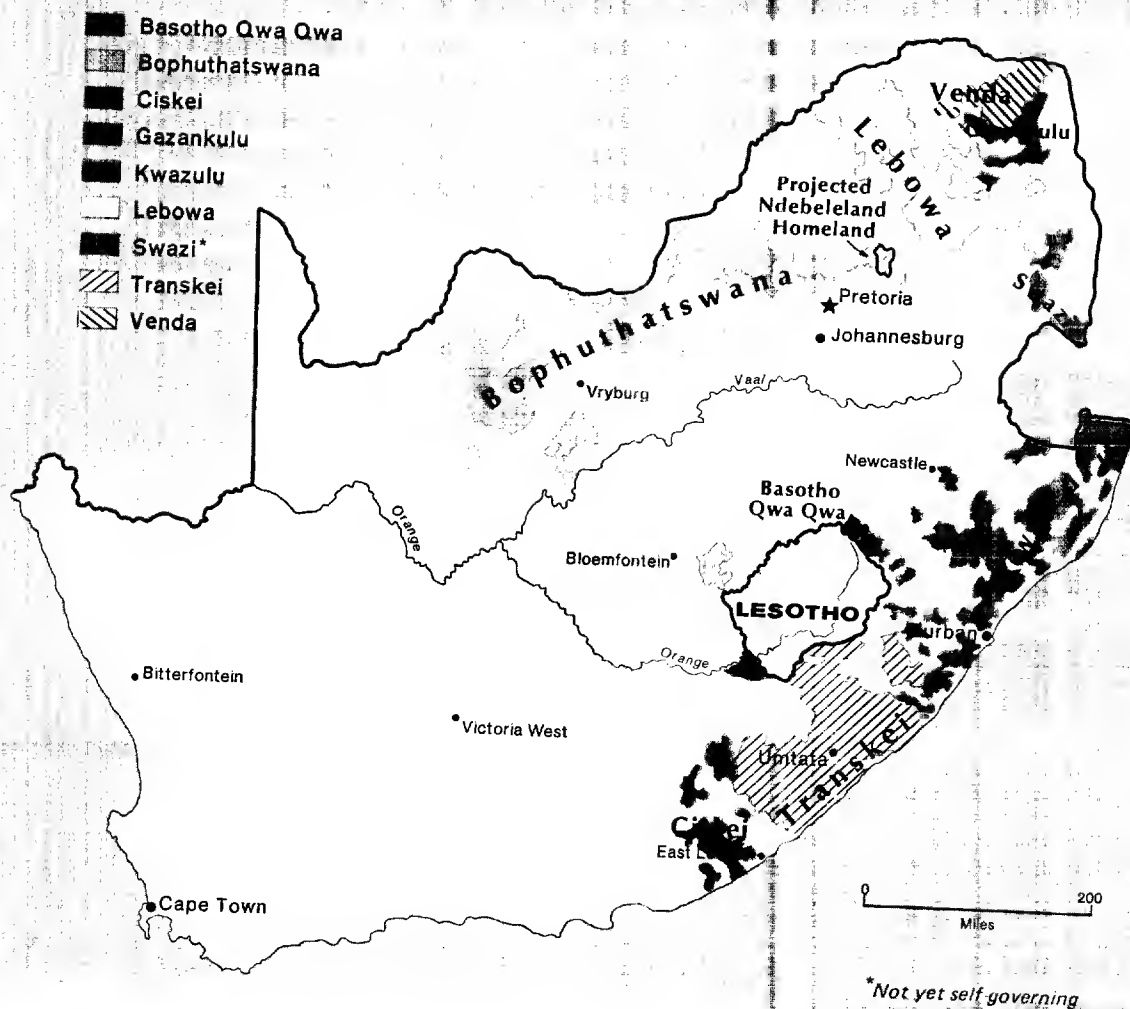 Basotho Qwa Qwa
Bophuthatswana
Ciskei
Gazankulu
Kwazulu
Lebowa
Swazi*
Transkei
Venda
Venda
Lebowa
Projected
Ndebeleland
Homeland
Swazi
Bophuthatswana
Pretoria
Johannesburg
Vryburg
Vaal
Newcastle
Basotho
Qwa Qwa
Orange
Bloemfontein
LESOTHO
Durban
Orange
Bitterfontein
Victoria West
Umtata
Transkei
Ciskei
East
Cape Town
0 200
Miles
*Not yet self-governing